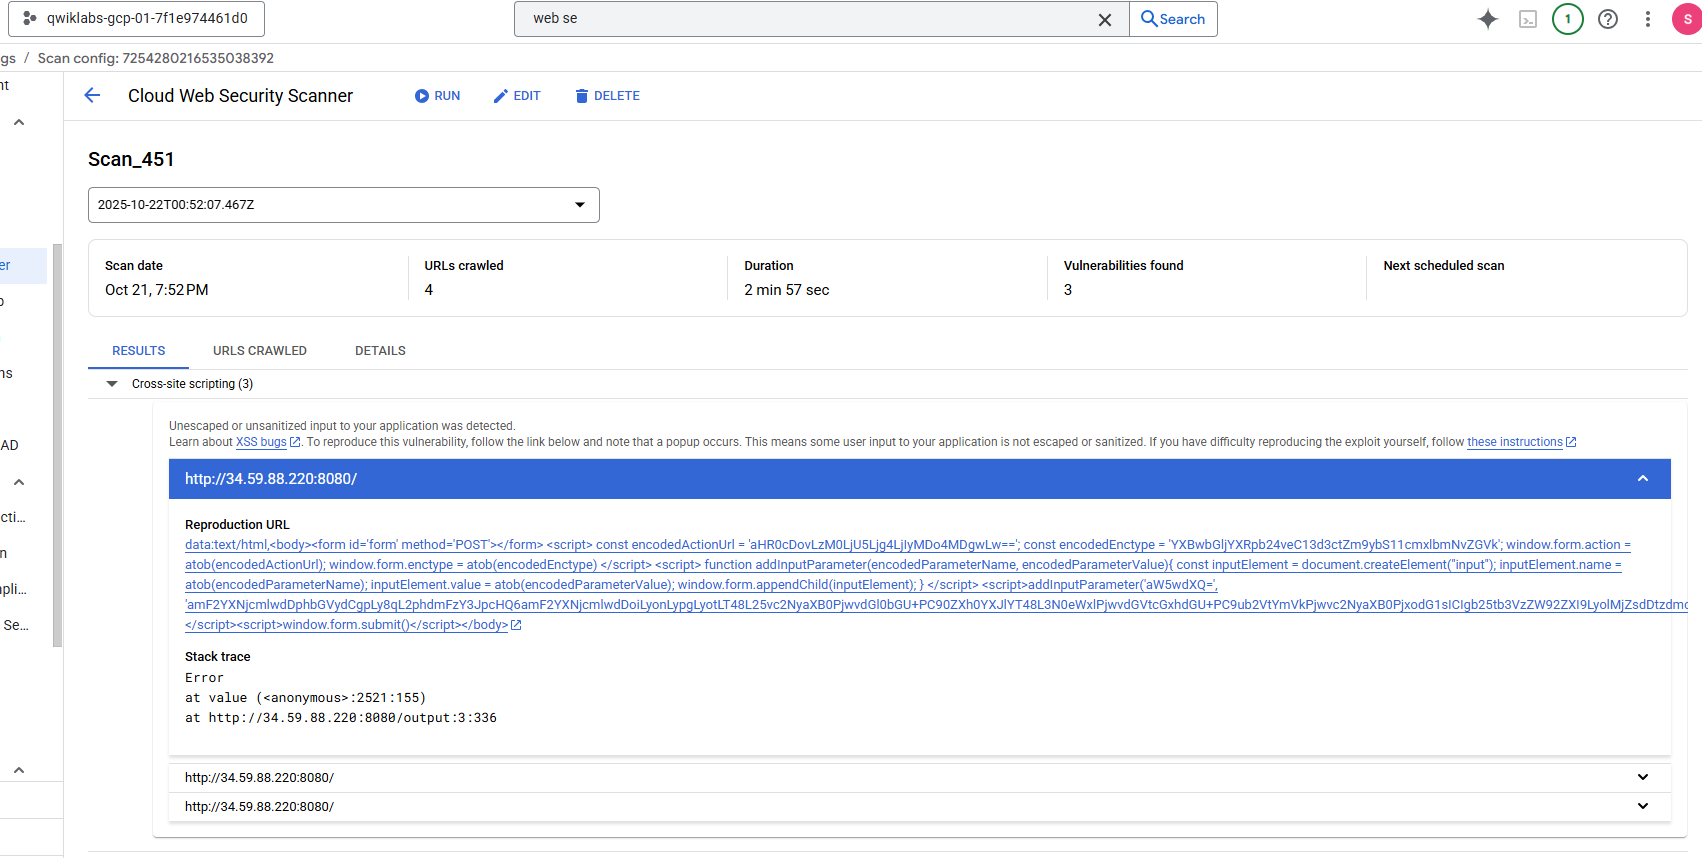 qwiklabs-gcp-01-7f1e974461d0
web se
Search
1
S
gs / Scan config: 7254280216535038392
nt
Cloud Web Security Scanner
RUN
EDIT
DELETE
Scan_451
2025-10-22T00:52:07.467Z
er
Scan date
URLs crawled
Duration
Vulnerabilities found
Next scheduled scan
Oct 21, 7:52 PM
4
2 min 57 sec
3
RESULTS
URLS CRAWLED
DETAILS
ns
Cross-site scripting (3)
Unescaped or unsanitized input to your application was detected.
Learn about XSS bugs. To reproduce this vulnerability, follow the link below and note that a popup occurs. This means some user input to your application is not escaped or sanitized. If you have difficulty reproducing the exploit yourself, follow these instructions
AD
http://34.59.88.220:8080/
cti...
n
pli...
Se...
Reproduction URL
data:text/html,<body><form id='form' method='POST'></form> <script> const encodedActionUrl = 'aHR0cDovLzM0LjU5Ljg4LjIyMDo4MDgwLw=='; const encodedEnctype = 'YXBwbGljYXRpb24veC13d3ctZm9ybS11cmxlbmNvZGVk'; window.form.action =
atob(encodedActionUrl); window.form.enctype = atob(encodedEnctype) </script> <script> function addInputParameter(encodedParameterName, encodedParameterValue){ const inputElement = document.createElement("input"); inputElement.name =
atob(encodedParameterName); inputElement.value = atob(encodedParameterValue); window.form.appendChild(inputElement); } </script> <script>addInputParameter('aW5wdXQ=',
</script><script>window.form.submit()</script></body>
Stack trace
Error
at value (<anonymous>:2521:155)
at http://34.59.88.220:8080/output:3:336
http://34.59.88.220:8080/
http://34.59.88.220:8080/